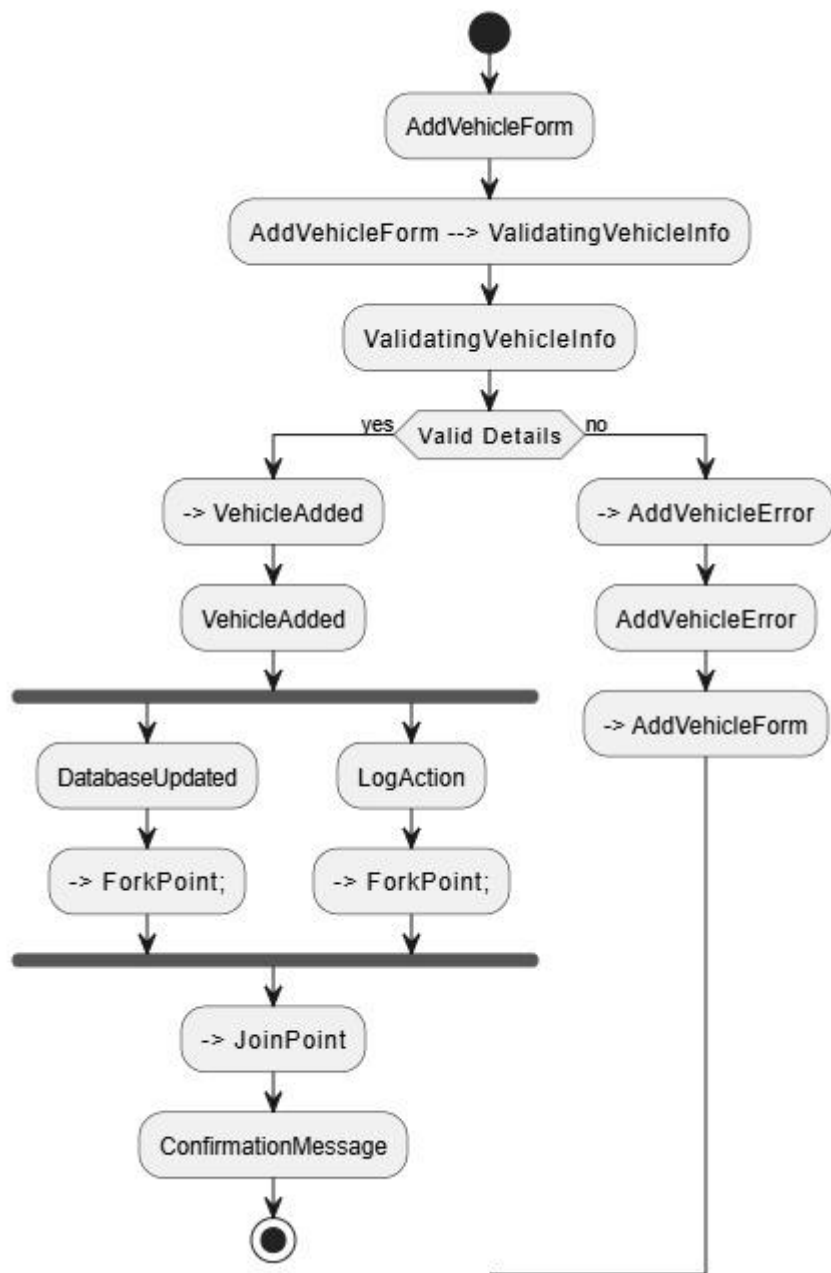 AddVehicleForm
AddVehicleForm --> ValidatingVehicleInfo
ValidatingVehicleInfo
yes
Valid Details
no
-> VehicleAdded
-> AddVehicleError
VehicleAdded
AddVehicleError
-> AddVehicleForm
DatabaseUpdated
LogAction
-> ForkPoint;
-> ForkPoint;
-> JoinPoint
ConfirmationMessage